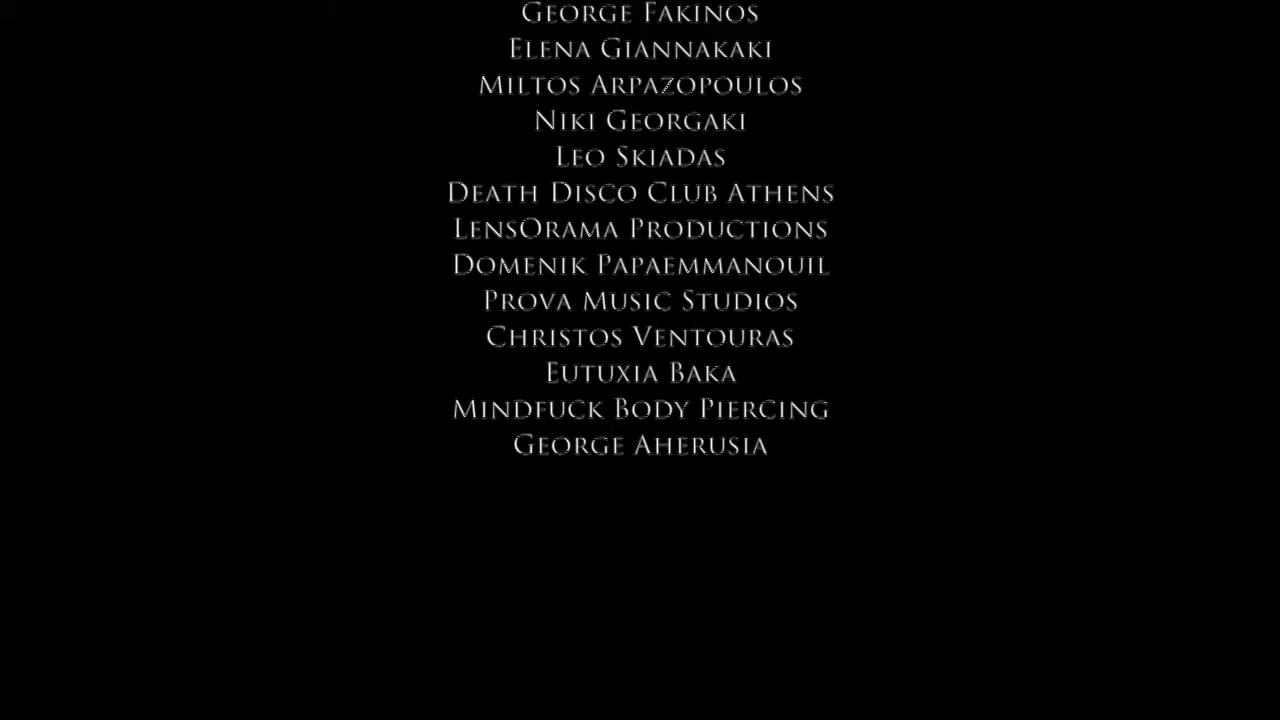 George Fakinos
Elena Giannakaki
Miltos Arpazopoulos
Niki Georgaki
Leo Skiadas
Death Disco Club Athens
LensOrama Productions
Domenik Papaemmanouil
Prova Music Studios
Christos Ventouras
Eutuxia Baka
Mindfuck Body Piercing
George Aherusia